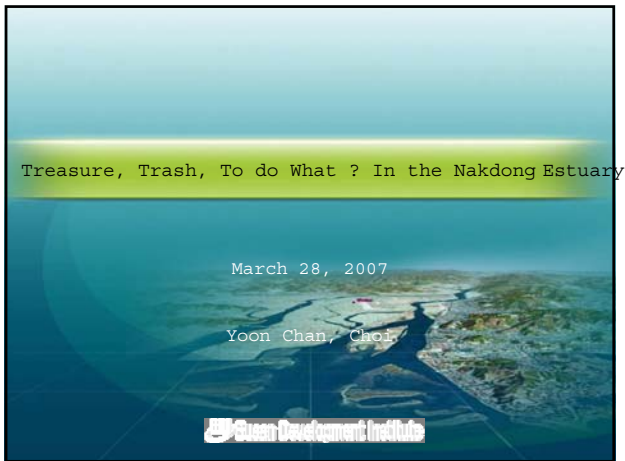 Treasure, Trash, To do What ? In the Nakdong Estuary
March 28, 2007
Yoon Chan, Choi
Busan Development Institute